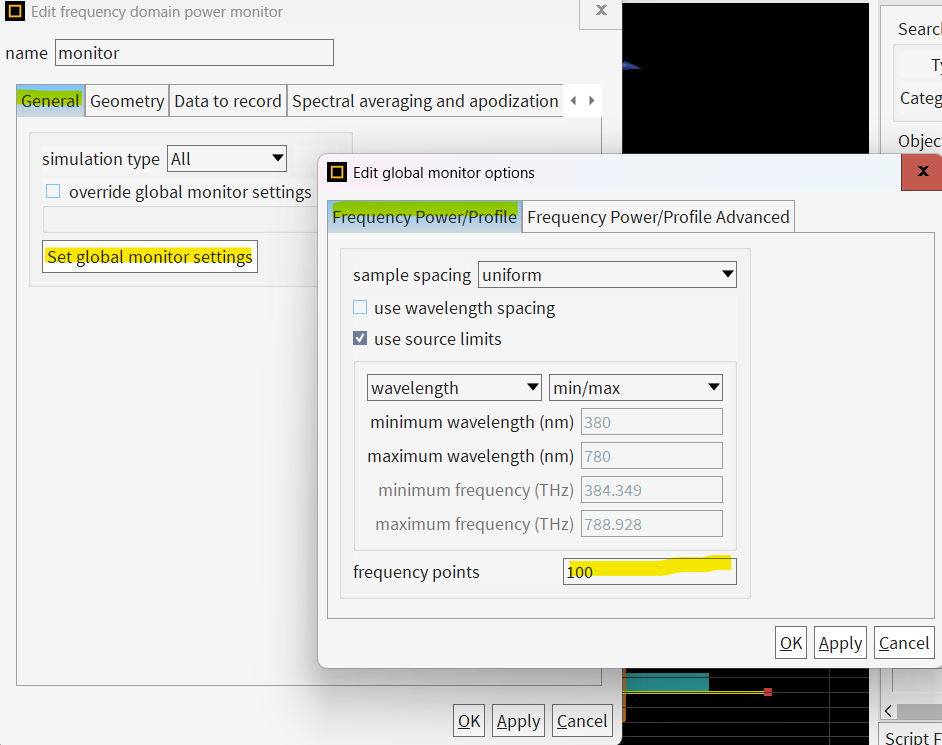 Edit frequency domain power monitor
x
name monitor
General Geometry Data to record Spectral averaging and apodization
simulation type All
override global monitor settings
Set global monitor settings
Edit global monitor options
x
Frequency Power/Profile Frequency Power/Profile Advanced
sample spacing uniform
use wavelength spacing
use source limits
wavelength min/max
minimum wavelength (nm) 380
maximum wavelength (nm) 780
minimum frequency (THz) 384.349
maximum frequency (THz) 788.928
frequency points 100
OK Apply Cancel
OK Apply Cancel
Searcl
Ty
Categ
Objec
Script F